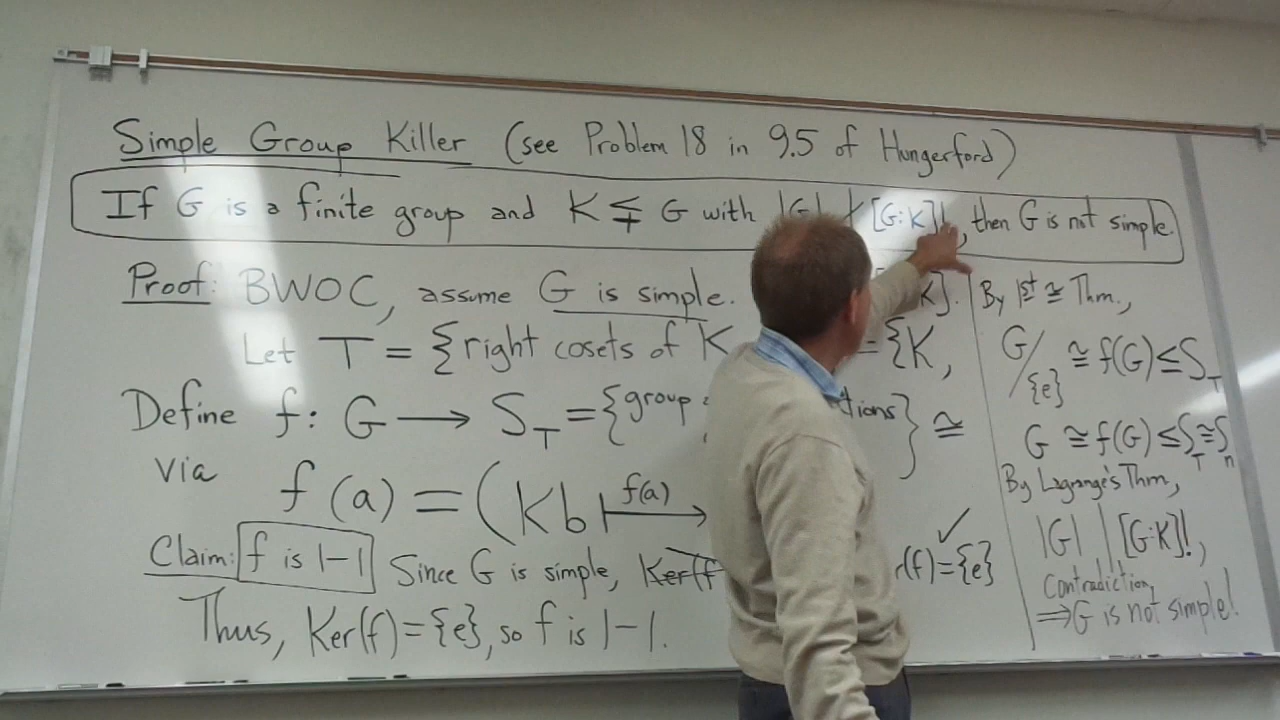 Simple Group Killer (see Problem 18 in 9.5 of Hungerford)
If G is a finite group and K ⪇ G with |G| ∤ [G:K]!, then G is not simple.
Proof: BWOC, assume G is simple. K].
Let T = {right cosets of K = {K,
Define f: G ⟶ S_T = {group tions} ≅
via
f(a) = (Kb ⟼^{f(a)}
Claim: f is 1-1 Since G is simple, Ker(f r(f)={e} ✓
Thus, Ker(f)={e}, so f is 1-1.
By 1st ≅ Thm.,
G/{e} ≅ f(G) ≤ S_T
G ≅ f(G) ≤ S_T ≅ S_n
By Lagrange's Thm,
|G| | [G:K]!,
Contradiction,
⟹ G is not simple!